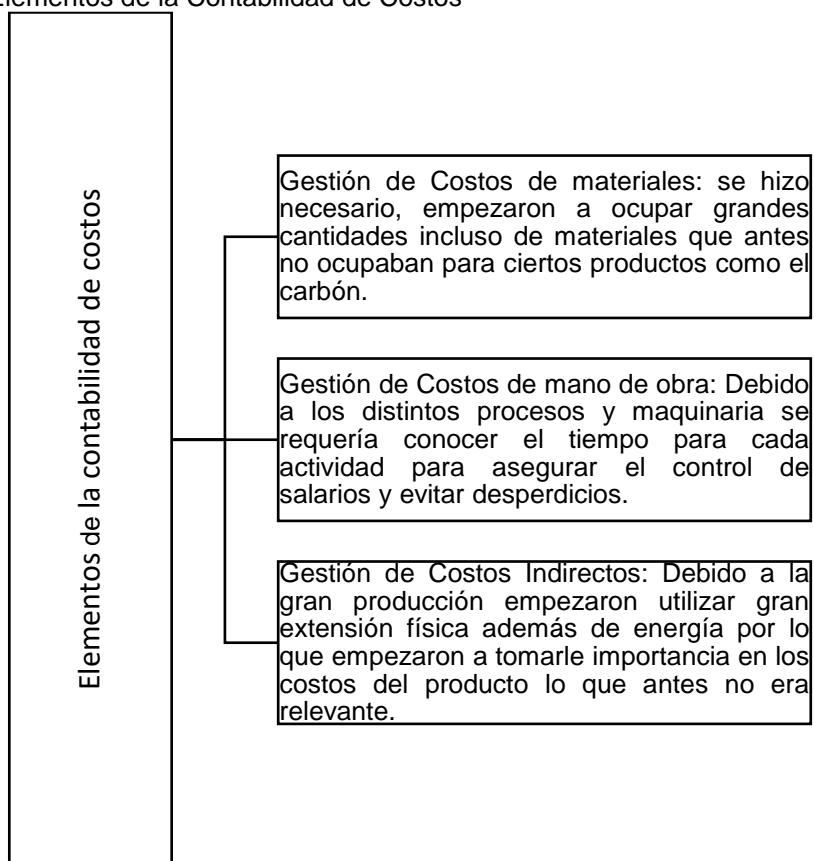 Elementos de la Contabilidad de Costos
Elementos de la contabilidad de costos
Gestión de Costos de materiales: se hizo
necesario, empezaron a ocupar grandes
cantidades incluso de materiales que antes
no ocupaban para ciertos productos como el
carbón.
Gestión de Costos de mano de obra: Debido
a los distintos procesos y maquinaria se
requería conocer el tiempo para cada
actividad para asegurar el control de
salarios y evitar desperdicios.
Gestión de Costos Indirectos: Debido a la
gran producción empezaron utilizar gran
extensión física además de energía por lo
que empezaron a tomarle importancia en los
costos del producto lo que antes no era
relevante.